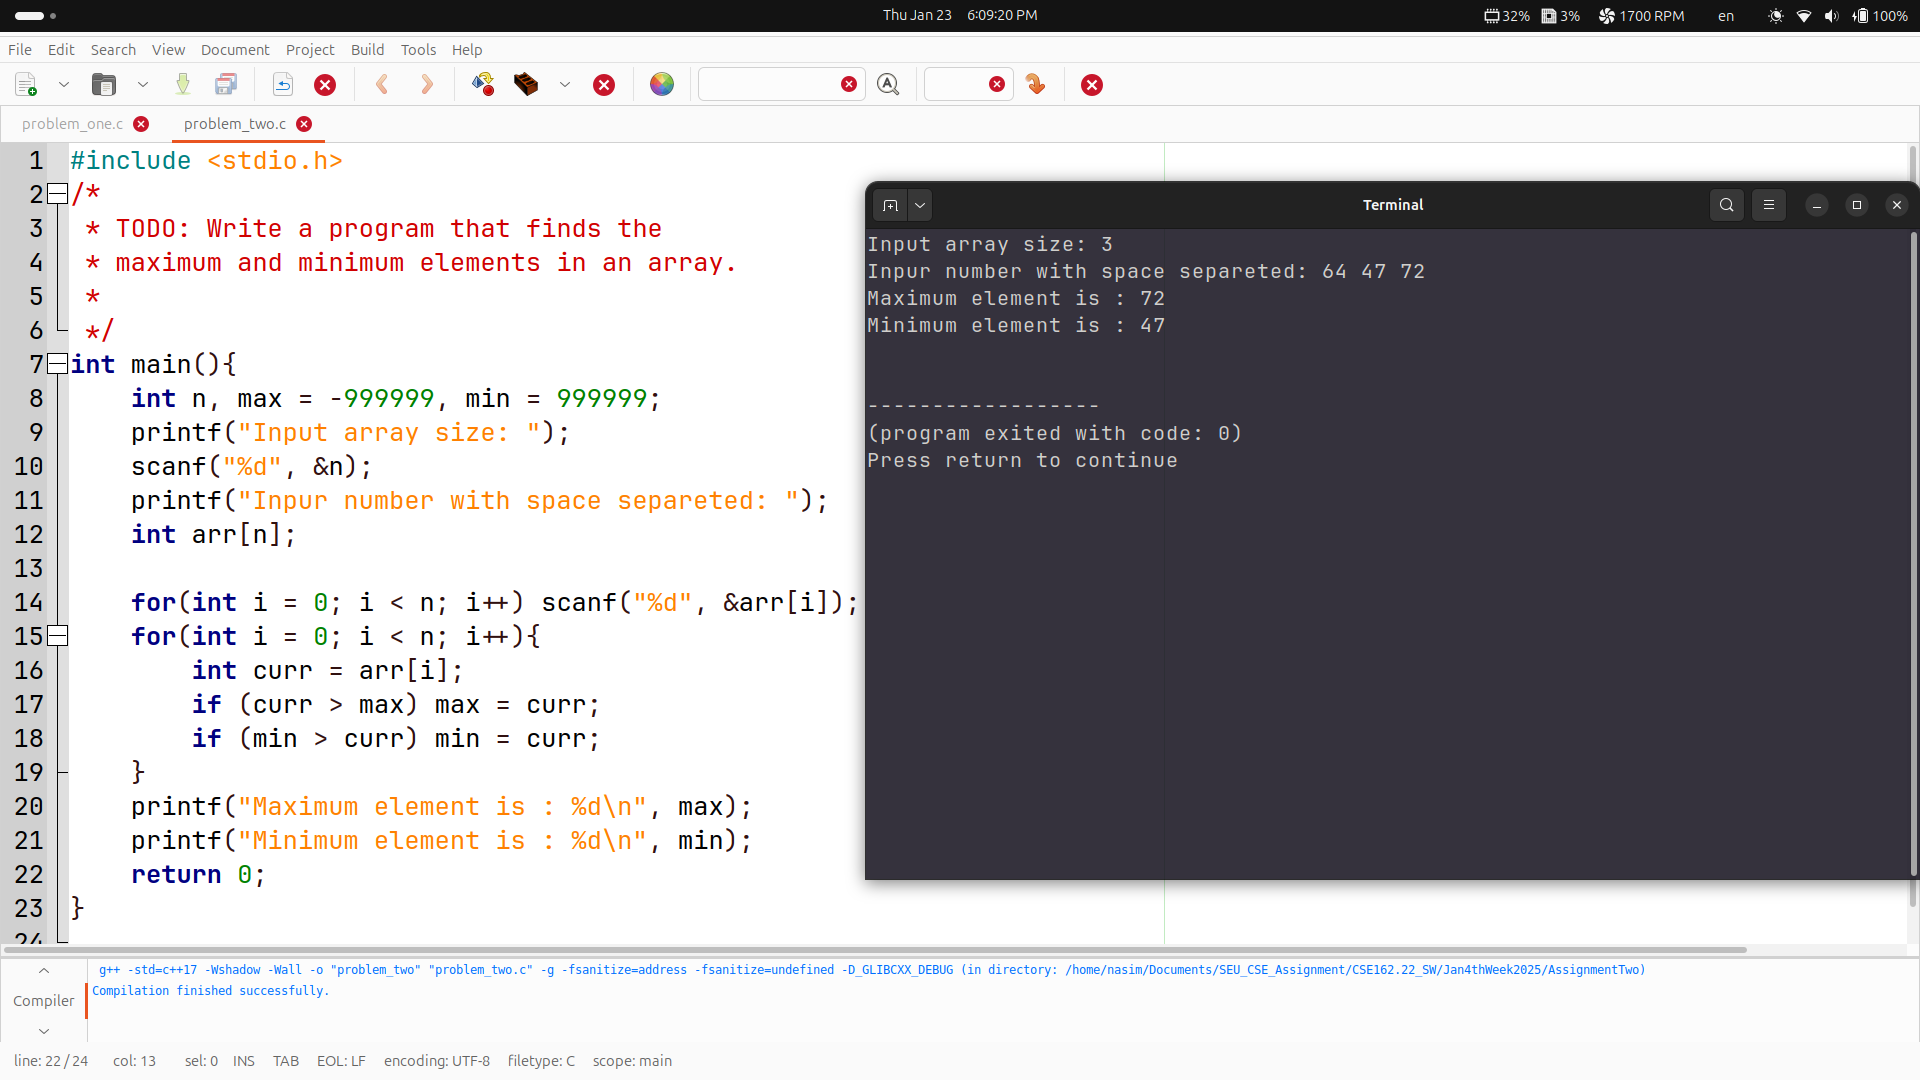 Thu Jan 23 6:09:20 PM
32% 3% 1700 RPM en 100%
File Edit Search View Document Project Build Tools Help
problem_one.c problem_two.c
1 #include <stdio.h>
2 /*
3 * TODO: Write a program that finds the
4 * maximum and minimum elements in an array.
5 *
6 */
7 int main(){
8 int n, max = -999999, min = 999999;
9 printf("Input array size: ");
10 scanf("%d", &n);
11 printf("Inpur number with space separeted: ");
12 int arr[n];
13
14 for(int i = 0; i < n; i++) scanf("%d", &arr[i]);
15 for(int i = 0; i < n; i++){
16 int curr = arr[i];
17 if (curr > max) max = curr;
18 if (min > curr) min = curr;
19 }
20 printf("Maximum element is : %d\n", max);
21 printf("Minimum element is : %d\n", min);
22 return 0;
23 }
24
Terminal
Input array size: 3
Inpur number with space separeted: 64 47 72
Maximum element is : 72
Minimum element is : 47
------------------
(program exited with code: 0)
Press return to continue
Compiler
g++ -std=c++17 -Wshadow -Wall -o "problem_two" "problem_two.c" -g -fsanitize=address -fsanitize=undefined -D_GLIBCXX_DEBUG (in directory: /home/nasim/Documents/SEU_CSE_Assignment/CSE162.22_SW/Jan4thWeek2025/AssignmentTwo)
Compilation finished successfully.
line: 22 / 24 col: 13 sel: 0 INS TAB EOL: LF encoding: UTF-8 filetype: C scope: main